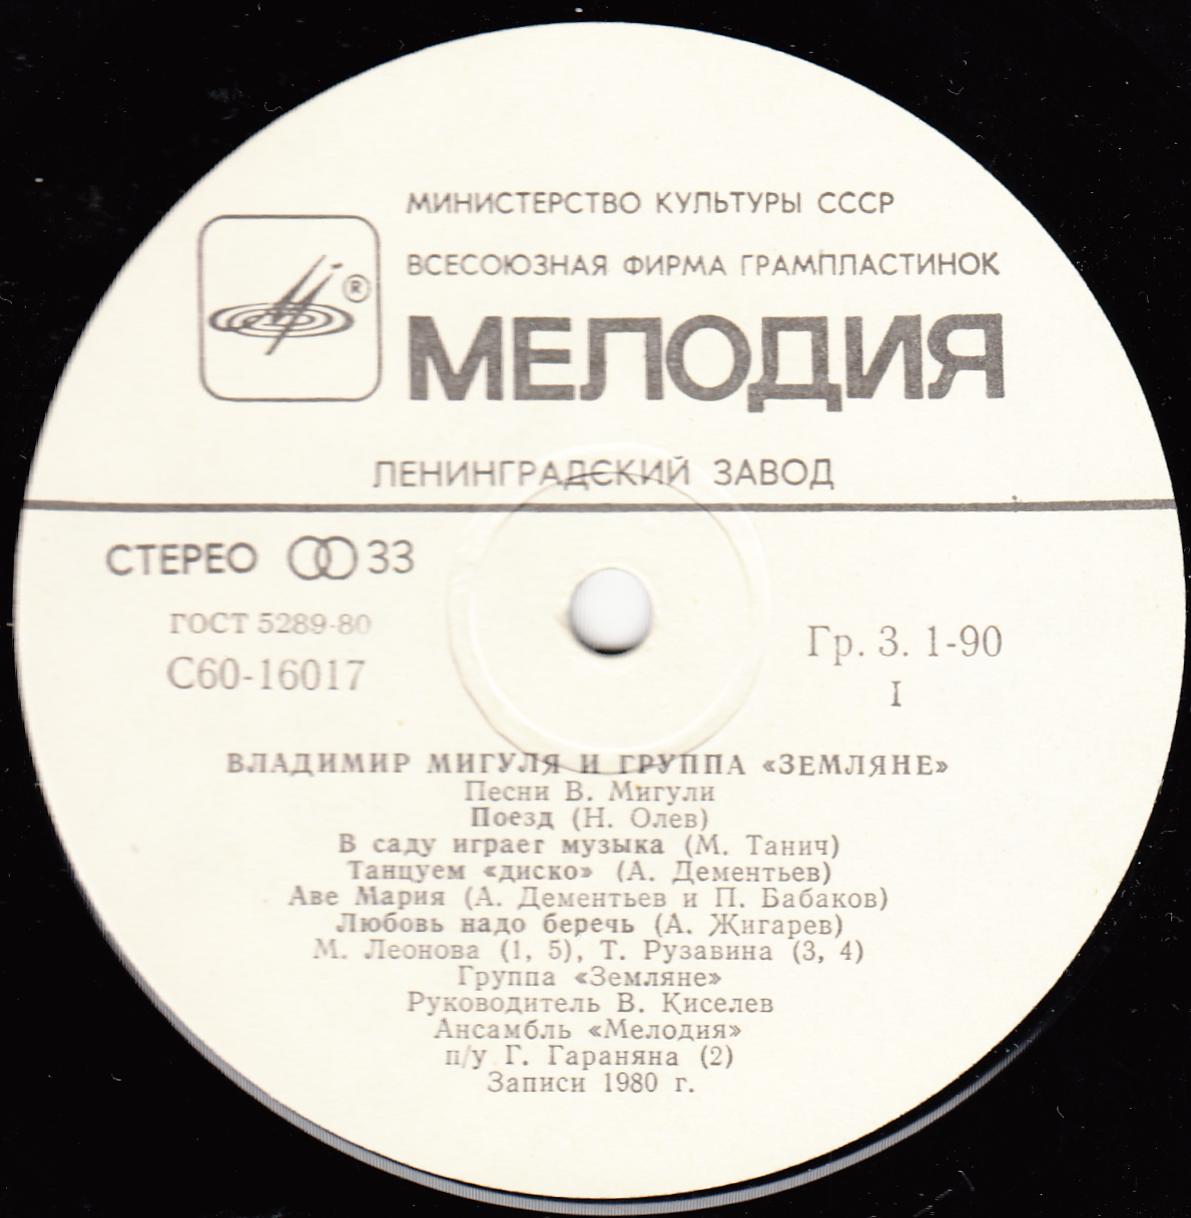 МИНИСТЕРСТВО КУЛЬТУРЫ СССР
ВСЕСОЮЗНАЯ ФИРМА ГРАМПЛАСТИНОК
®
МЕЛОДИЯ
ЛЕНИНГРАДСКИЙ ЗАВОД
СТЕРЕО 33
ГОСТ 5289-80
С60-16017
Гр. 3. 1-90
I
ВЛАДИМИР МИГУЛЯ И ГРУППА «ЗЕМЛЯНЕ»
Песни В. Мигули
Поезд (Н. Олев)
В саду играет музыка (М. Танич)
Танцуем «диско» (А. Дементьев)
Аве Мария (А. Дементьев и П. Бабаков)
Любовь надо беречь (А. Жигарев)
М. Леонова (1, 5), Т. Рузавина (3, 4)
Группа «Земляне»
Руководитель В. Киселев
Ансамбль «Мелодия»
п/у Г. Гараняна (2)
Записи 1980 г.